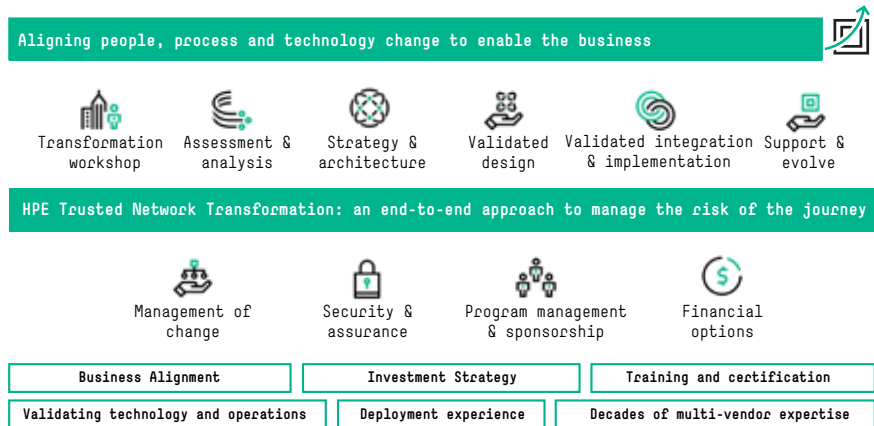 Aligning people, process and technology change to enable the business
Transformation
workshop
Assessment &
analysis
Strategy &
architecture
Validated
design
Validated integration
& implementation
Support &
evolve
HPE Trusted Network Transformation: an end-to-end approach to manage the risk of the journey
Management of
change
Security &
assurance
Program management
& sponsorship
Financial
options
Business Alignment
Investment Strategy
Training and certification
Validating technology and operations
Deployment experience
Decades of multi-vendor expertise